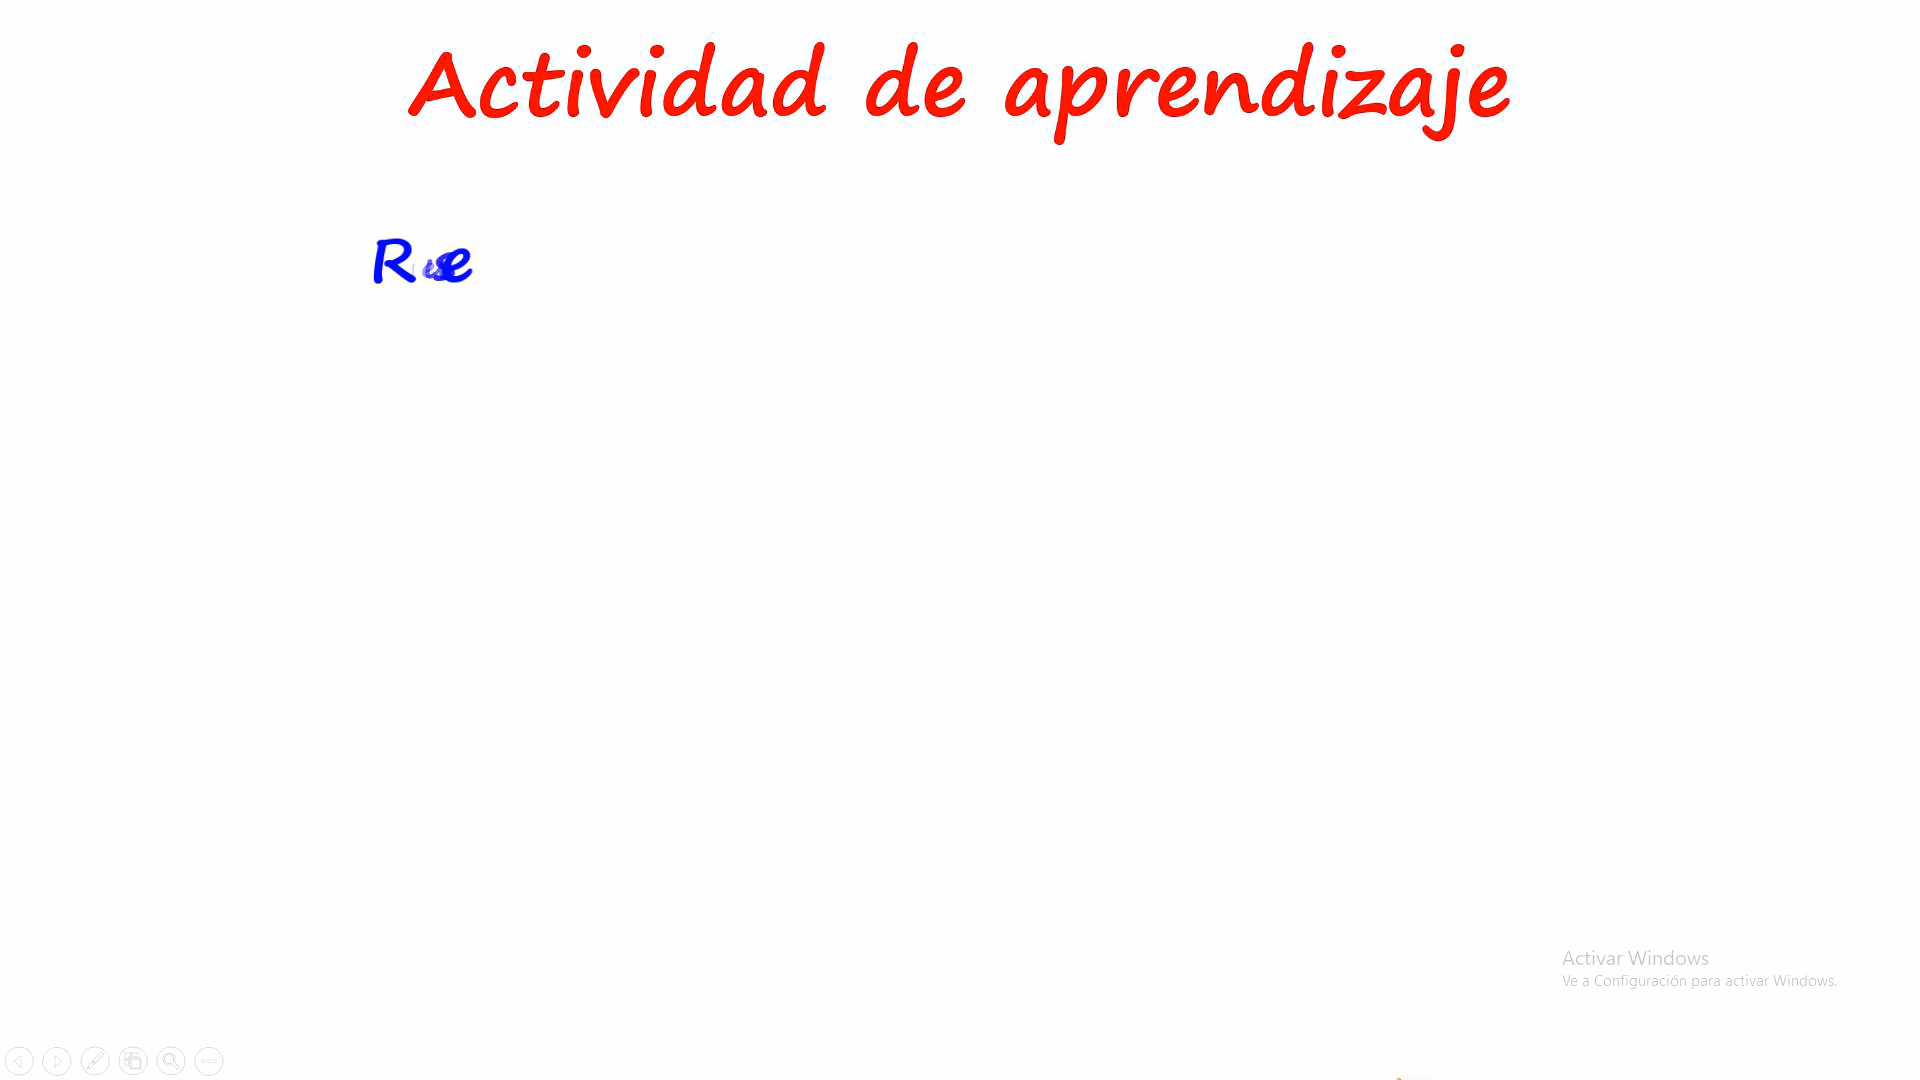 Actividad de aprendizaje
Activar Windows
Ve a Configuración para activar Windows.